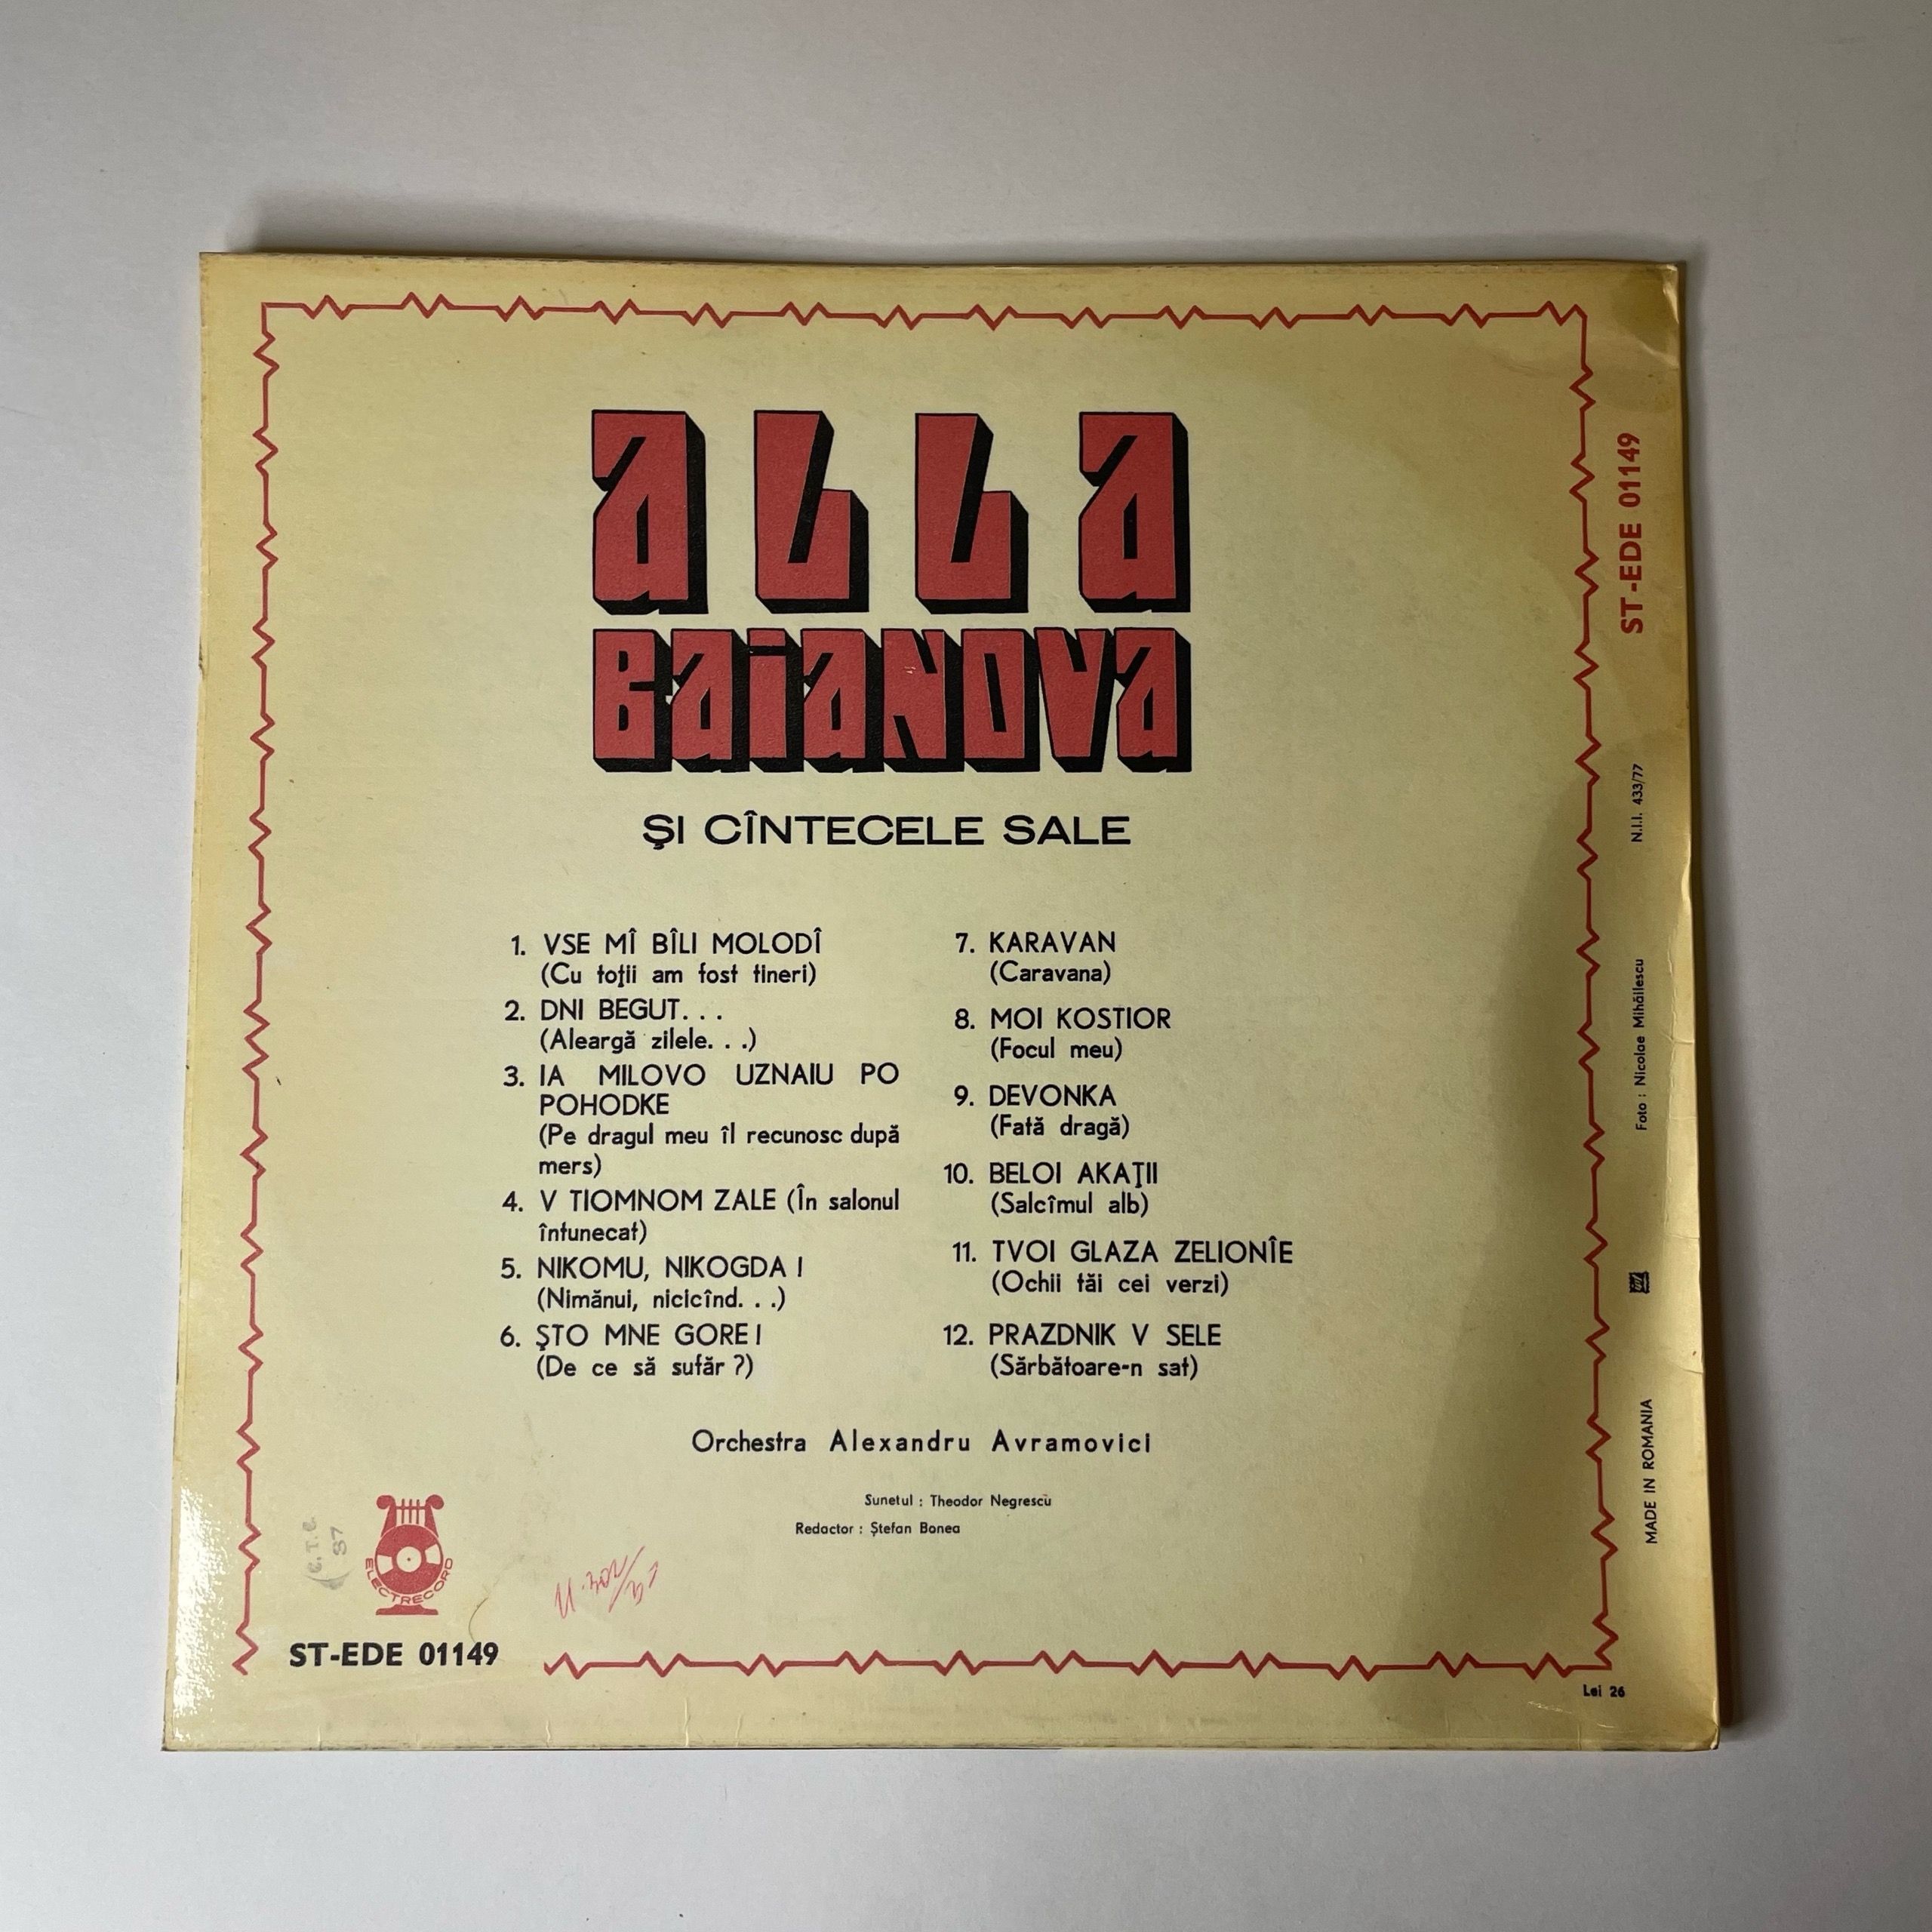 ALLA
BAIANOVA
ŞI CÎNTECELE SALE
1. VSE MÎ BÎLI MOLODÎ
(Cu toţii am fost tineri)
2. DNI BEGUT. . .
(Aleargă zilele. . .)
3. IA MILOVO UZNAIU PO
POHODKE
(Pe dragul meu îl recunosc după
mers)
4. V TIOMNOM ZALE (În salonul
întunecat)
5. NIKOMU, NIKOGDA !
(Nimănui, nicicînd. . .)
6. ŞTO MNE GORE !
(De ce să sufăr ?)
7. KARAVAN
(Caravana)
8. MOI KOSTIOR
(Focul meu)
9. DEVONKA
(Fată dragă)
10. BELOI AKAŢII
(Salcîmul alb)
11. TVOI GLAZA ZELIONÎE
(Ochii tăi cei verzi)
12. PRAZDNIK V SELE
(Sărbătoare-n sat)
Orchestra Alexandru Avramovici
Sunetul : Theodor Negrescu
Redactor : Ştefan Bonea
ELECTRECORD
ST-EDE 01149
ST-EDE 01149
N.I.I. 433/77
Foto : Nicolae Mihăilescu
MADE IN ROMANIA
Lei 26